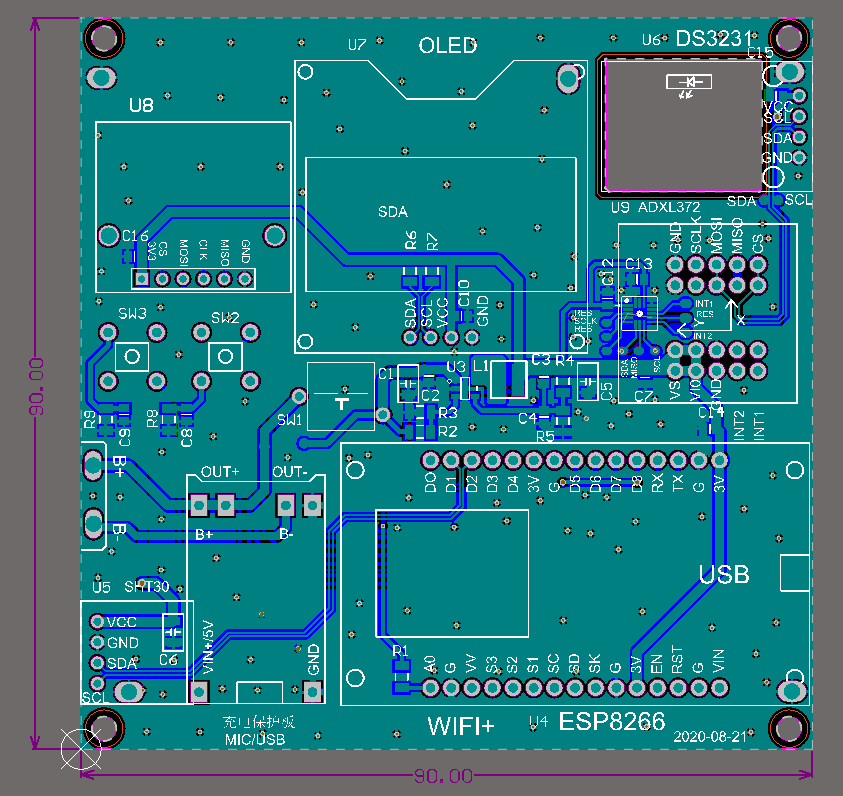 U7
OLED
U6
DS3231
C15
U8
VCC
SCL
SDA
GND
U9
ADXL372
SDA
SCL
SDA
C16
3V3
CS
MOSI
CLK
MISO
GND
R6
R7
GND
SCLK
MOSI
MISO
CS
C12
C13
C10
SDA
SCL
VCC
GND
INT1
RES
INT2
Y
X
SW3
SW2
C1
C2
U3
L1
C3
R4
C5
C7
VS
VIO
GND
C14
INT2
INT1
R9
C9
R8
C8
SW1
R3
R2
C4
R5
B+
B-
OUT+
OUT-
B+
B-
DO
D1
D2
D3
D4
3V
G
D5
D6
D7
D8
RX
TX
G
3V
USB
U5
SHT30
VCC
GND
SDA
SCL
C6
VIN+/5V
GND
R1
A0
G
VV
S3
S2
S1
SC
SD
SK
G
3V
EN
RST
G
VIN
充电保护板
MIC/USB
WIFI+
U4
ESP8266
2020-08-21
90.00
90.00